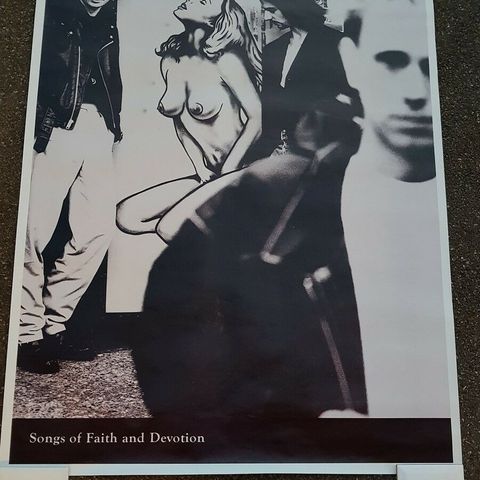 Songs of Faith and Devotion